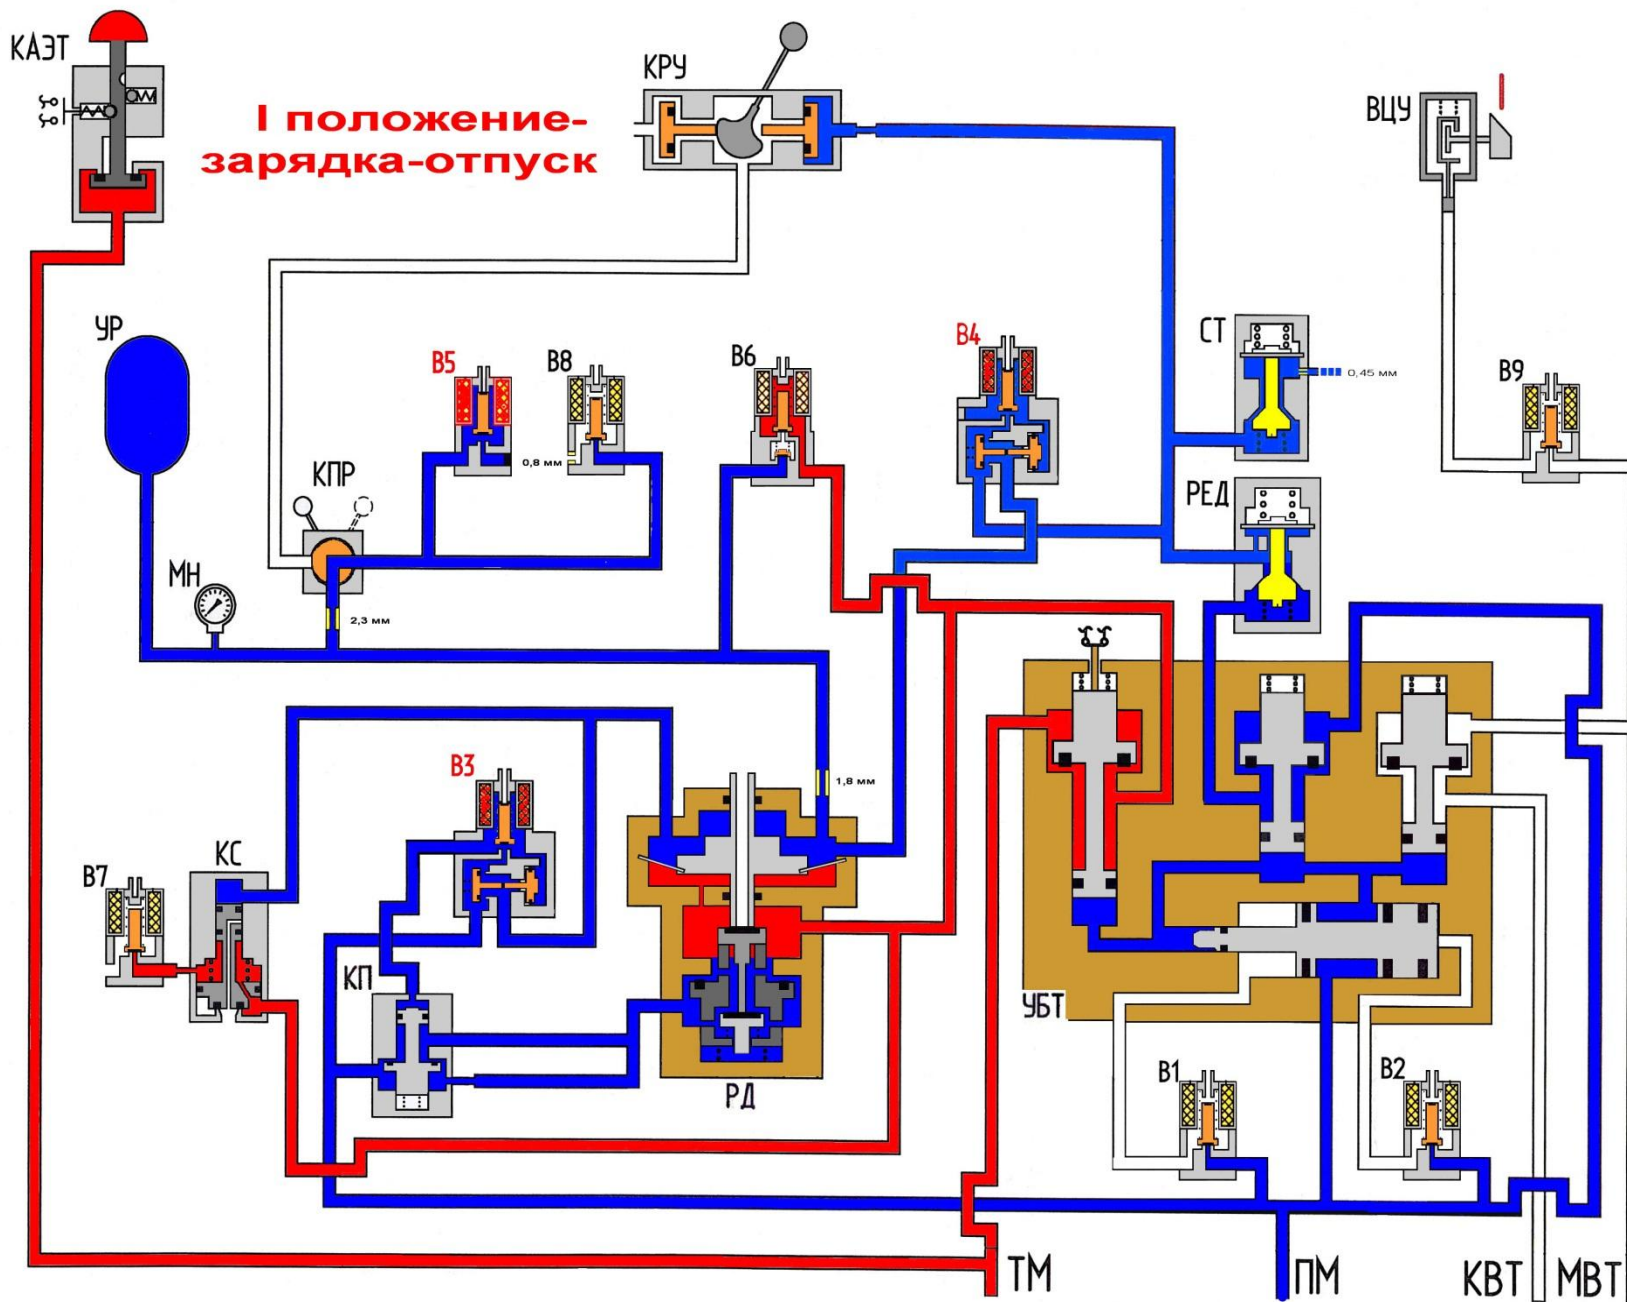 КАЭТ
I положение-
зарядка-отпуск
КРУ
ВЦУ
УР
СТ
В5
В8
В6
В4
0,45 мм
В9
0,8 мм
КПР
РЕД
МН
2,3 мм
В3
1,8 мм
КС
В7
КП
УБТ
РД
В1
В2
ТМ
ПМ
КВТ
МВТ